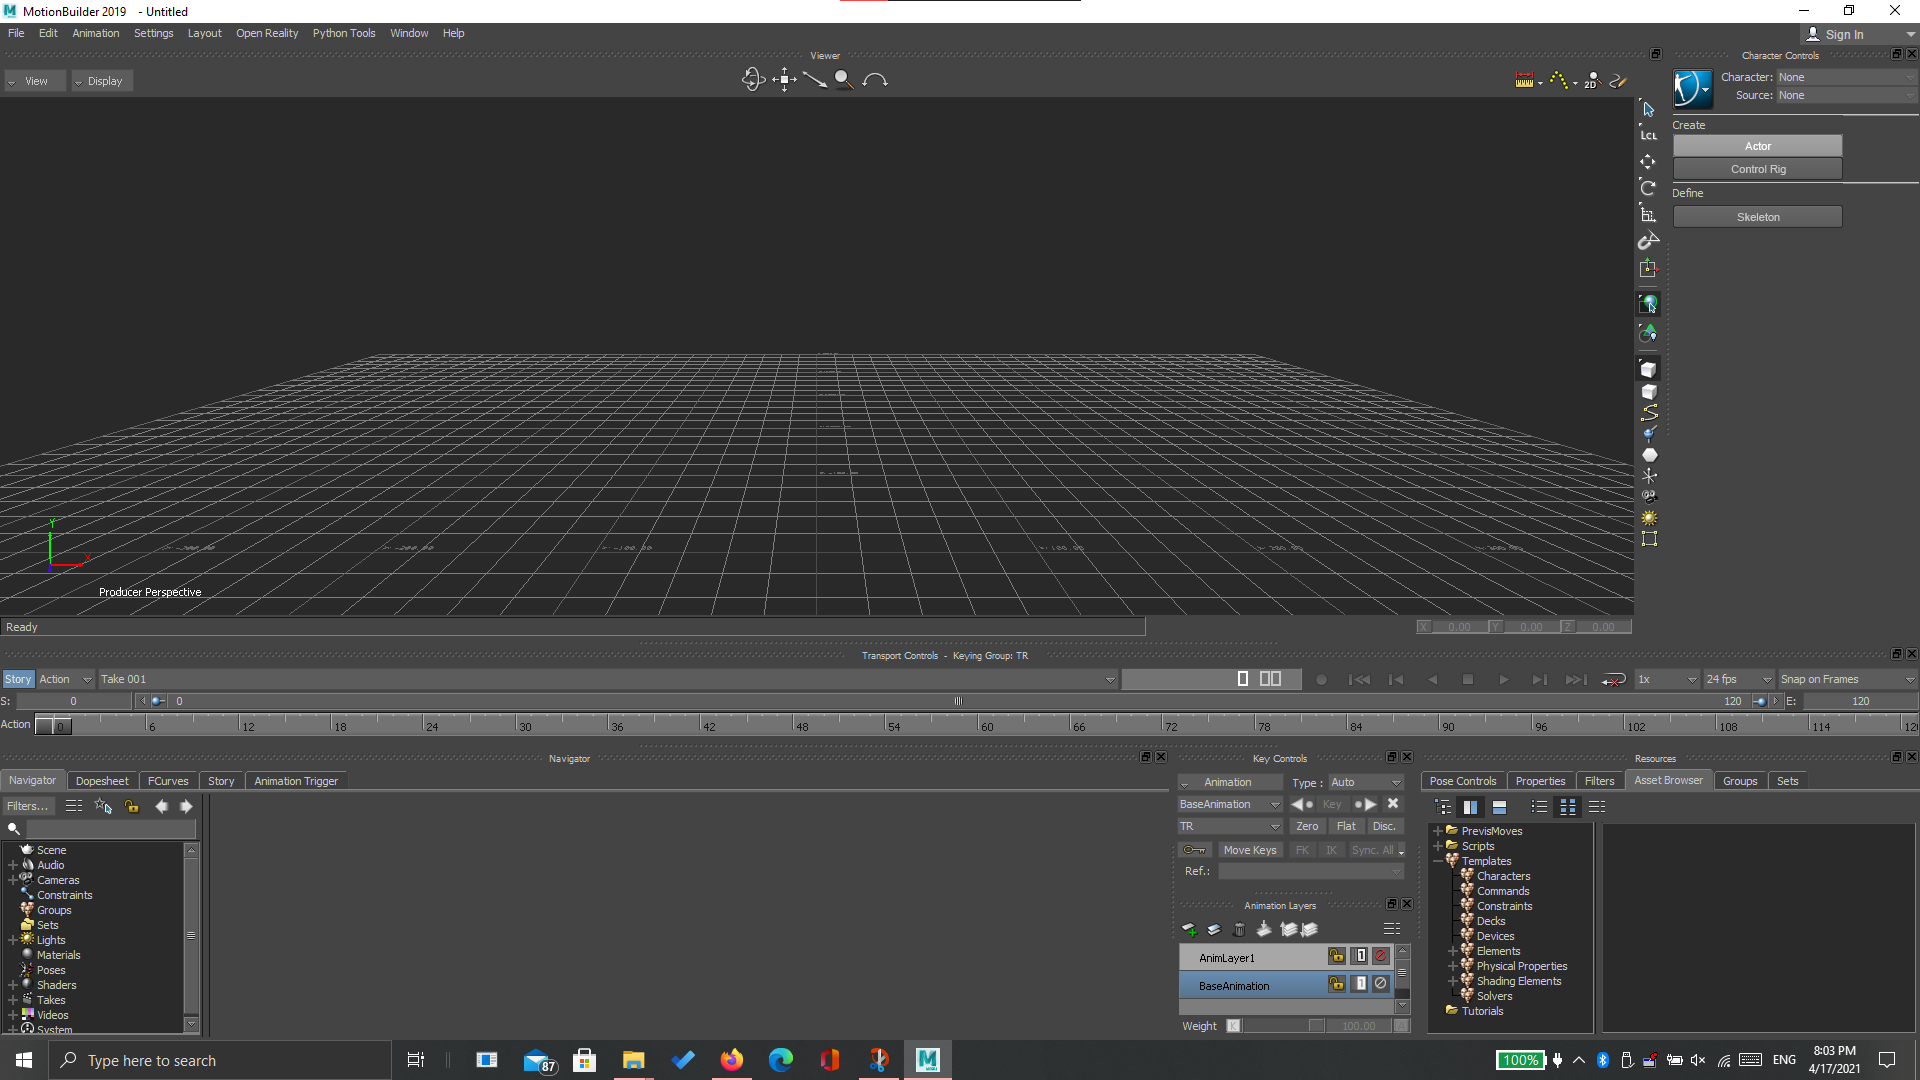 MotionBuilder 2019   - Untitled
File Edit Animation Settings Layout Open Reality Python Tools Window Help
Sign In
Viewer
View Display
2D
Character Controls
Character: None
Source: None
Create
Actor
Control Rig
Define
Skeleton
LCL
Y
X
Producer Perspective
Ready
X 0.00 Y 0.00 Z 0.00
Transport Controls  -  Keying Group: TR
Story Action Take 001 1x 24 fps Snap on Frames
S: 0 0 120 E: 120
Action 0 6 12 18 24 30 36 42 48 54 60 66 72 78 84 90 96 102 108 114 12
Navigator
Navigator Dopesheet FCurves Story Animation Trigger
Filters...
Scene
Audio
Cameras
Constraints
Groups
Sets
Lights
Materials
Poses
Shaders
Takes
Videos
System
Key Controls
Animation Type : Auto
BaseAnimation Key
TR Zero Flat Disc.
Move Keys FK IK Sync. All
Ref.:
Animation Layers
AnimLayer1 1
BaseAnimation 1
Weight K 100.00 A
Resources
Pose Controls Properties Filters Asset Browser Groups Sets
PrevisMoves
Scripts
Templates
Characters
Commands
Constraints
Decks
Devices
Elements
Physical Properties
Shading Elements
Solvers
Tutorials
Type here to search
87
100%
ENG
8:03 PM
4/17/2021